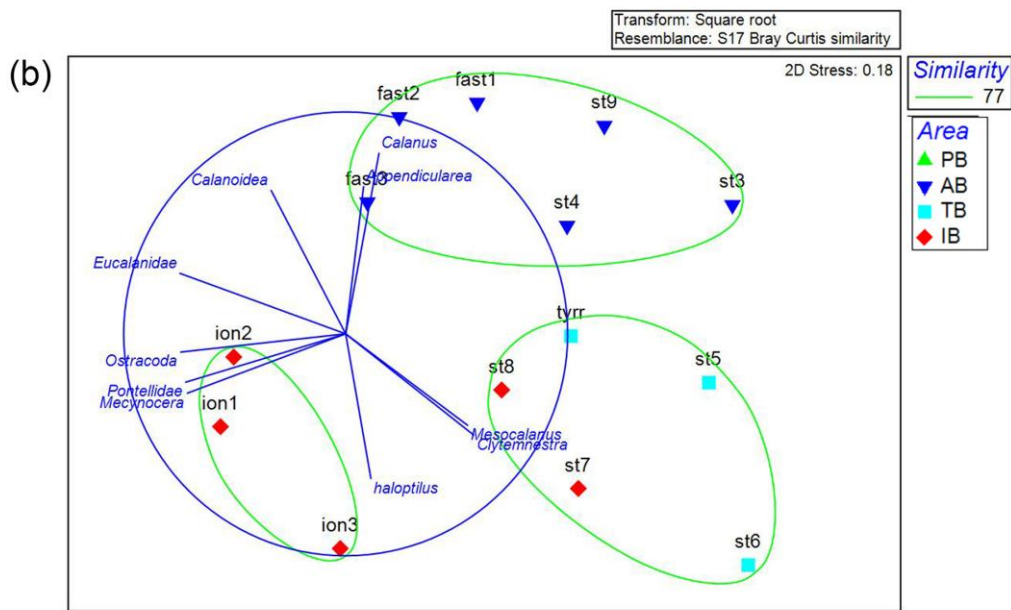 Transform: Square root
Resemblance: S17 Bray Curtis similarity
(b)
2D Stress: 0.18
Similarity
77
Area
PB
AB
TB
IB
fast2
fast1
st9
Calanus
Calanoidea
fast3
Appendicularea
st3
st4
Eucalanidae
tyrr
ion2
Ostracoda
st8
st5
Pontellidae
Mecynocera
ion1
Mesocalanus
Clytemnestra
st7
haloptilus
ion3
st6